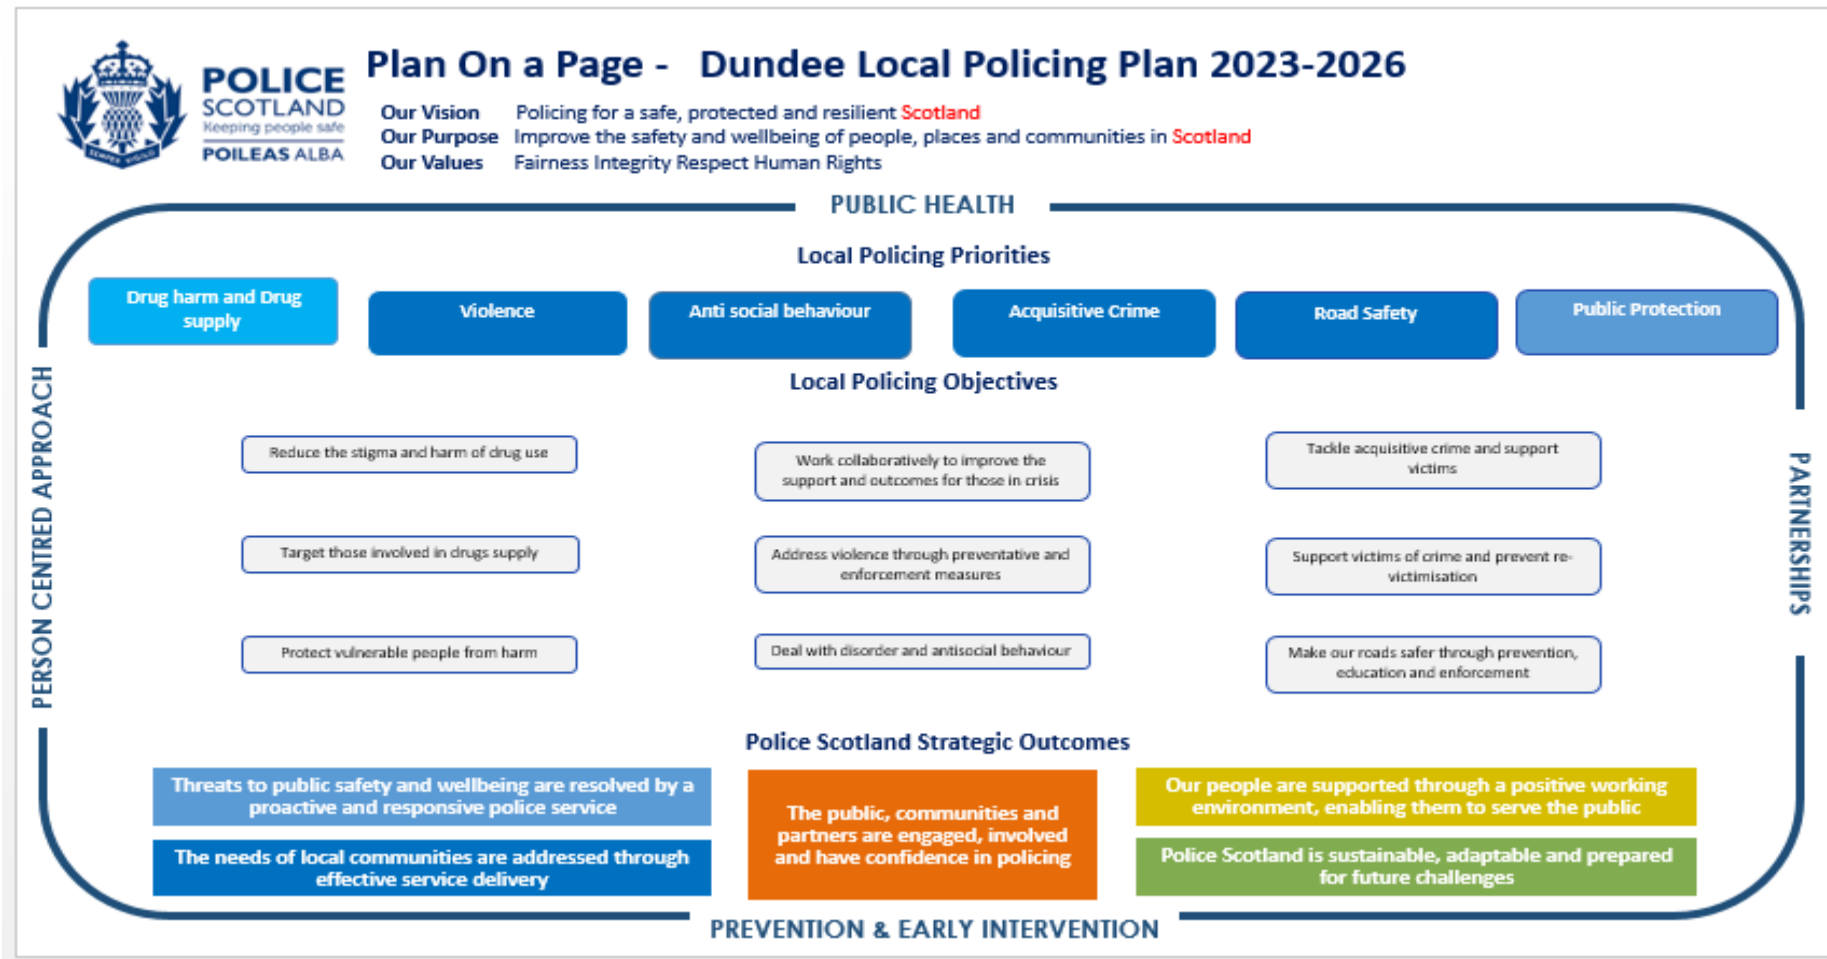 POLICE
SCOTLAND
Keeping people safe
POILEAS ALBA
SEMPER VIGILO
Plan On a Page - Dundee Local Policing Plan 2023-2026
Our Vision Policing for a safe, protected and resilient Scotland
Our Purpose Improve the safety and wellbeing of people, places and communities in Scotland
Our Values Fairness Integrity Respect Human Rights
PUBLIC HEALTH
Local Policing Priorities
Drug harm and Drug
supply
Violence
Anti social behaviour
Acquisitive Crime
Road Safety
Public Protection
Local Policing Objectives
Reduce the stigma and harm of drug use
Work collaboratively to improve the
support and outcomes for those in crisis
Tackle acquisitive crime and support
victims
Target those involved in drugs supply
Address violence through preventative and
enforcement measures
Support victims of crime and prevent re-
victimisation
Protect vulnerable people from harm
Deal with disorder and antisocial behaviour
Make our roads safer through prevention,
education and enforcement
PERSON CENTRED APPROACH
PARTNERSHIPS
Police Scotland Strategic Outcomes
Threats to public safety and wellbeing are resolved by a
proactive and responsive police service
The needs of local communities are addressed through
effective service delivery
The public, communities and
partners are engaged, involved
and have confidence in policing
Our people are supported through a positive working
environment, enabling them to serve the public
Police Scotland is sustainable, adaptable and prepared
for future challenges
PREVENTION & EARLY INTERVENTION